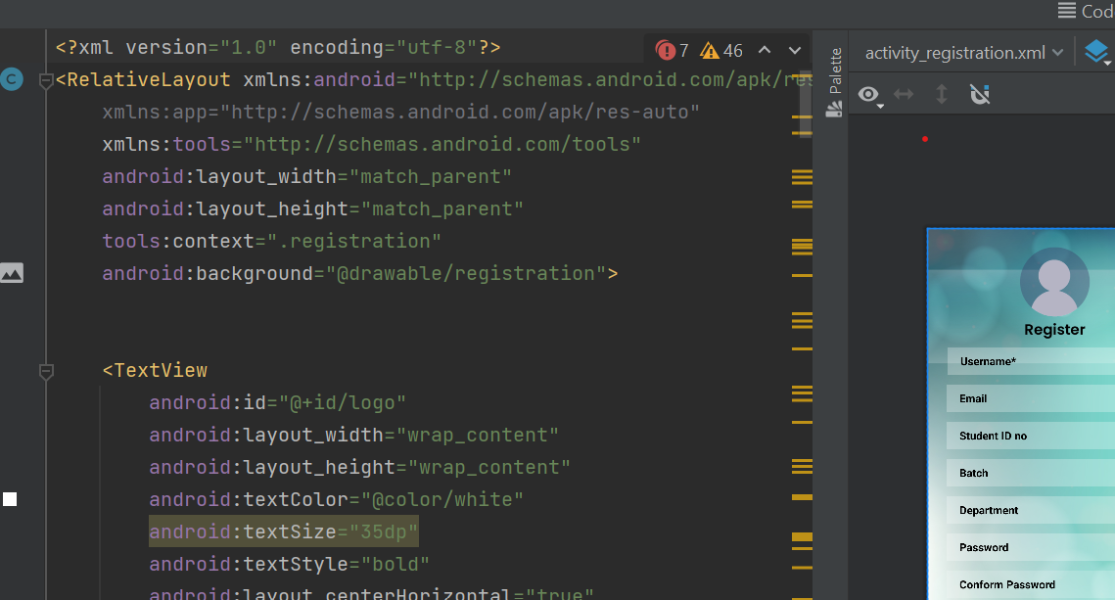 Cod
<?xml version="1.0" encoding="utf-8"?>
7 46
<RelativeLayout xmlns:android="http://schemas.android.com/apk/res
xmlns:app="http://schemas.android.com/apk/res-auto"
xmlns:tools="http://schemas.android.com/tools"
android:layout_width="match_parent"
android:layout_height="match_parent"
tools:context=".registration"
android:background="@drawable/registration">
<TextView
android:id="@+id/logo"
android:layout_width="wrap_content"
android:layout_height="wrap_content"
android:textColor="@color/white"
android:textSize="35dp"
android:textStyle="bold"
android:layout_centerHorizontal="true"
Palette
activity_registration.xml
Register
Username*
Email
Student ID no
Batch
Department
Password
Conform Password
C